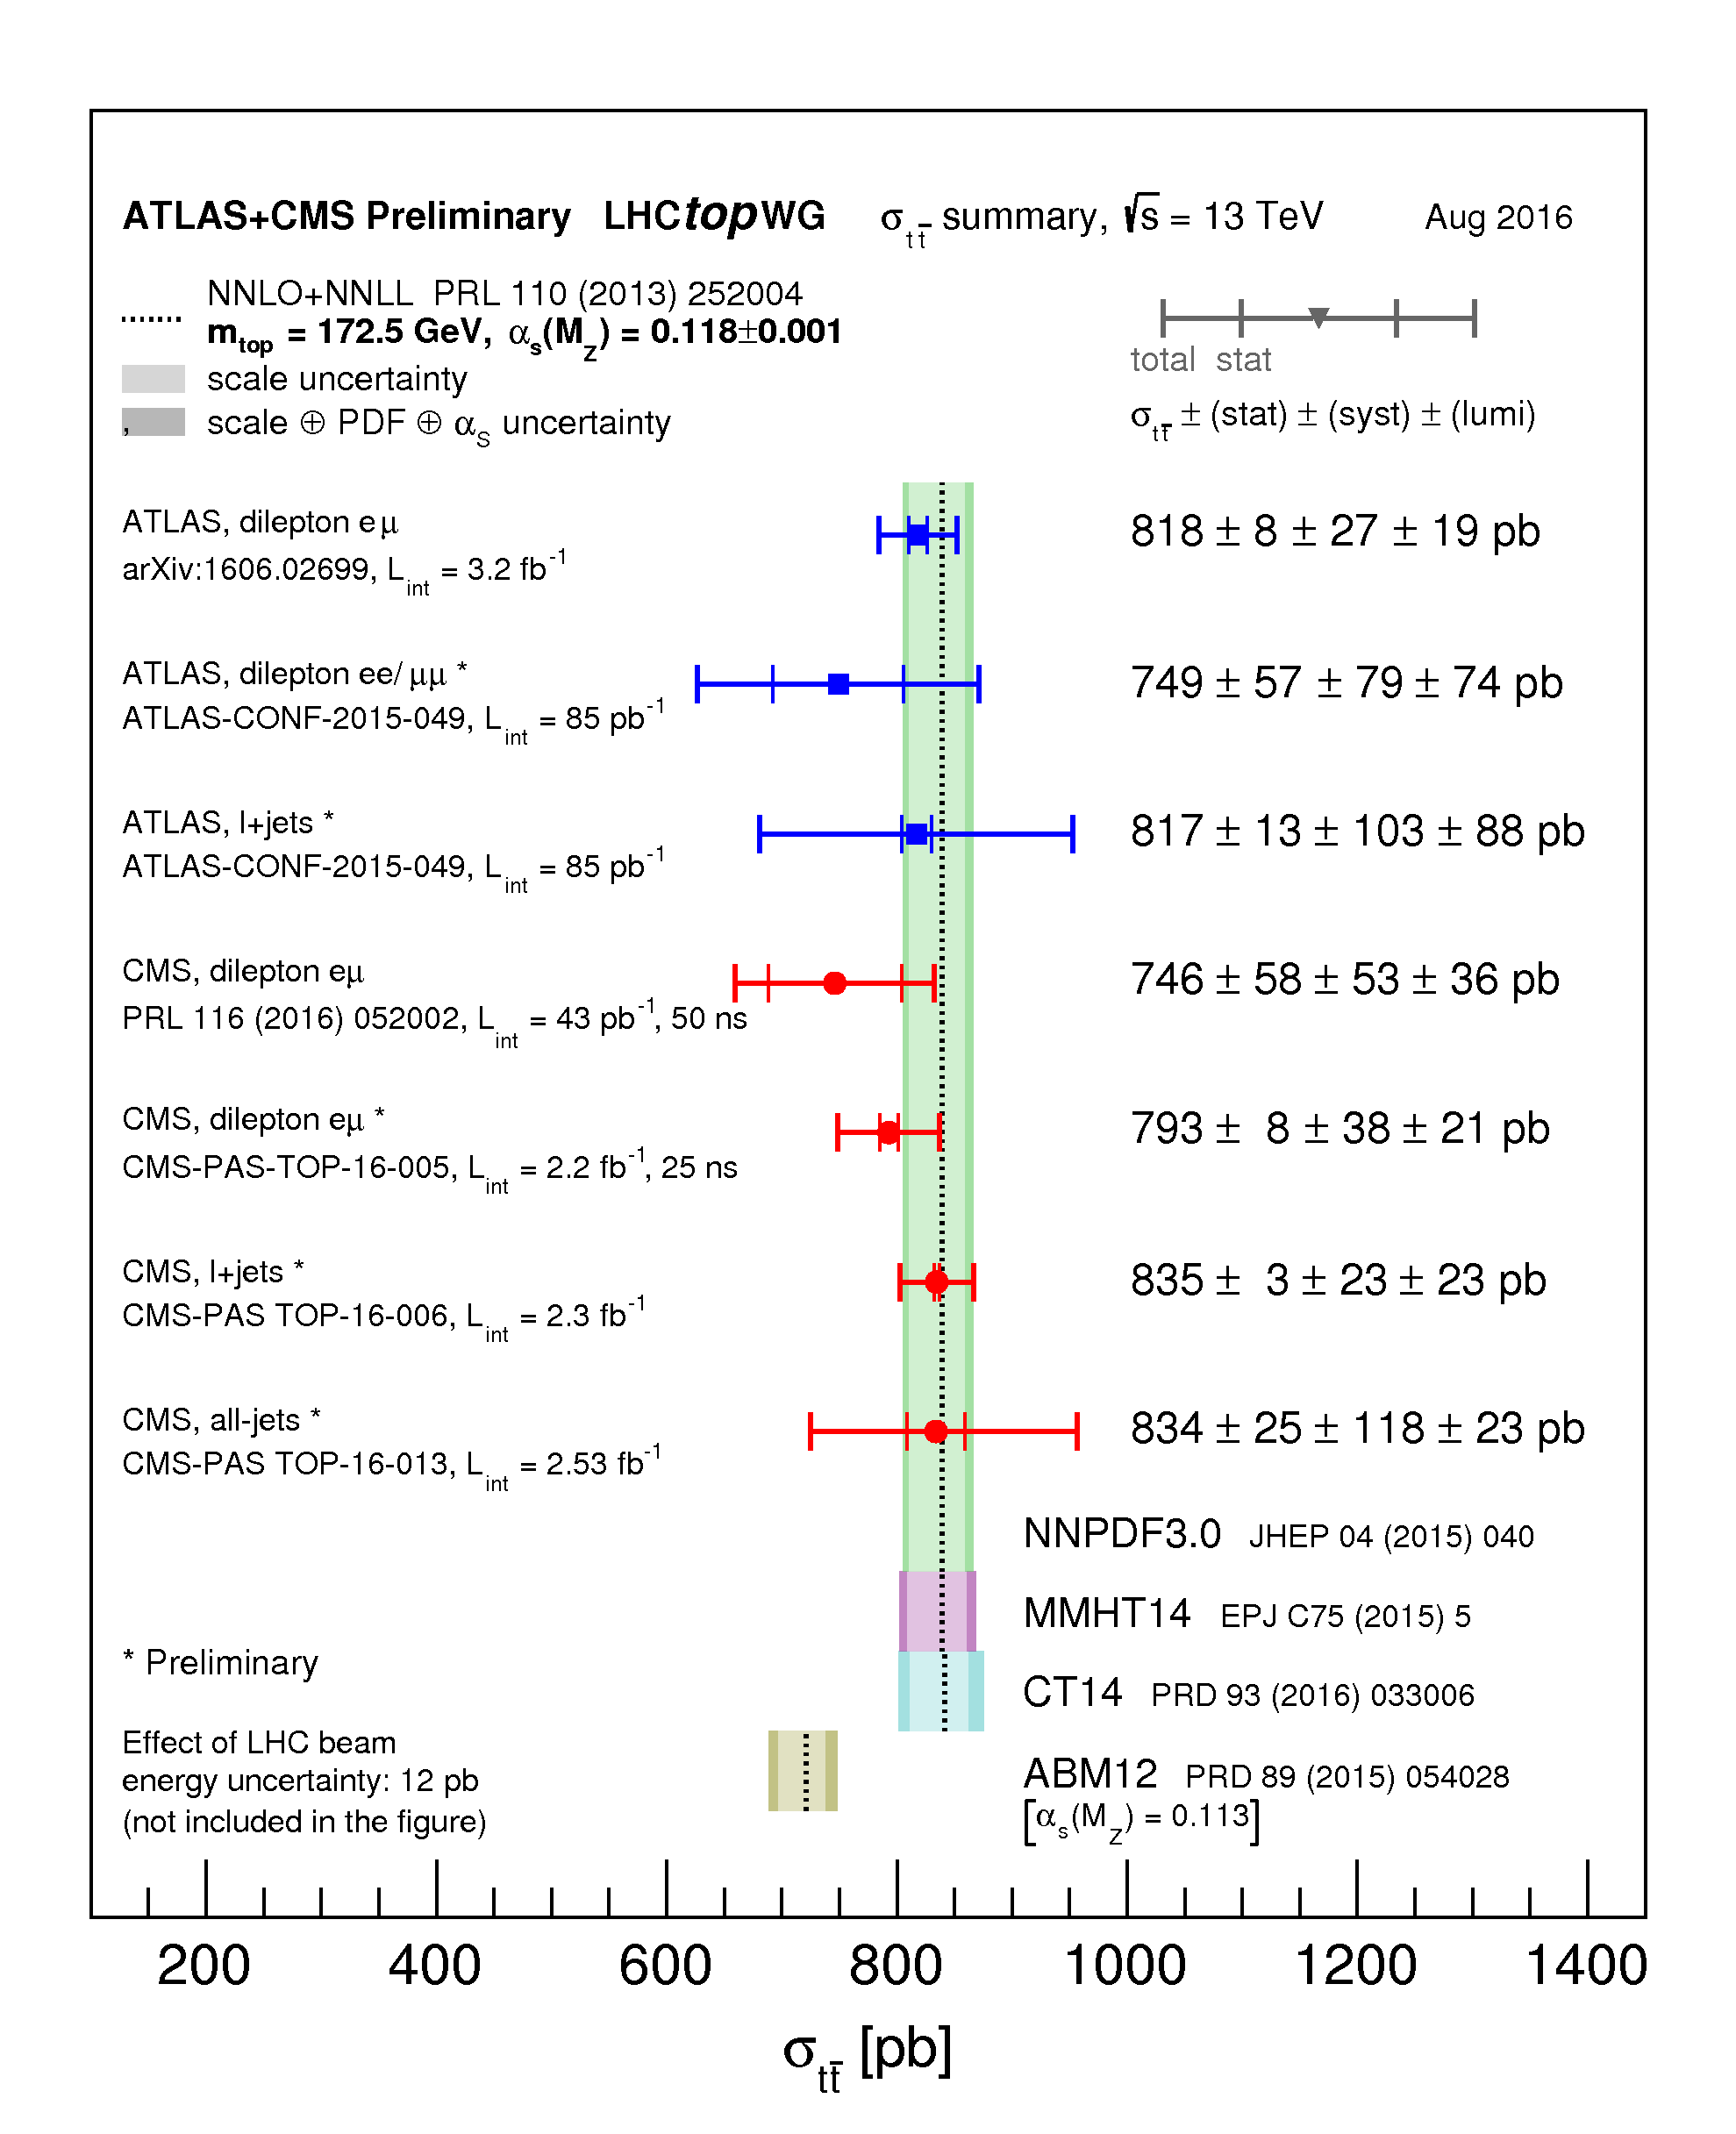 ATLAS+CMS Preliminary LHCtopWG σtt̄ summary, √s = 13 TeV Aug 2016
NNLO+NNLL PRL 110 (2013) 252004
mtop = 172.5 GeV, αs(MZ) = 0.118±0.001
scale uncertainty
scale ⊕ PDF ⊕ αS uncertainty
total stat
σtt̄ ± (stat) ± (syst) ± (lumi)
ATLAS, dilepton eμ
arXiv:1606.02699, Lint = 3.2 fb-1
818 ± 8 ± 27 ± 19 pb
ATLAS, dilepton ee/μμ *
ATLAS-CONF-2015-049, Lint = 85 pb-1
749 ± 57 ± 79 ± 74 pb
ATLAS, l+jets *
ATLAS-CONF-2015-049, Lint = 85 pb-1
817 ± 13 ± 103 ± 88 pb
CMS, dilepton eμ
PRL 116 (2016) 052002, Lint = 43 pb-1, 50 ns
746 ± 58 ± 53 ± 36 pb
CMS, dilepton eμ *
CMS-PAS-TOP-16-005, Lint = 2.2 fb-1, 25 ns
793 ± 8 ± 38 ± 21 pb
CMS, l+jets *
CMS-PAS TOP-16-006, Lint = 2.3 fb-1
835 ± 3 ± 23 ± 23 pb
CMS, all-jets *
CMS-PAS TOP-16-013, Lint = 2.53 fb-1
834 ± 25 ± 118 ± 23 pb
NNPDF3.0 JHEP 04 (2015) 040
MMHT14 EPJ C75 (2015) 5
CT14 PRD 93 (2016) 033006
ABM12 PRD 89 (2015) 054028
[αs(MZ) = 0.113]
* Preliminary
Effect of LHC beam
energy uncertainty: 12 pb
(not included in the figure)
200 400 600 800 1000 1200 1400
σtt̄ [pb]